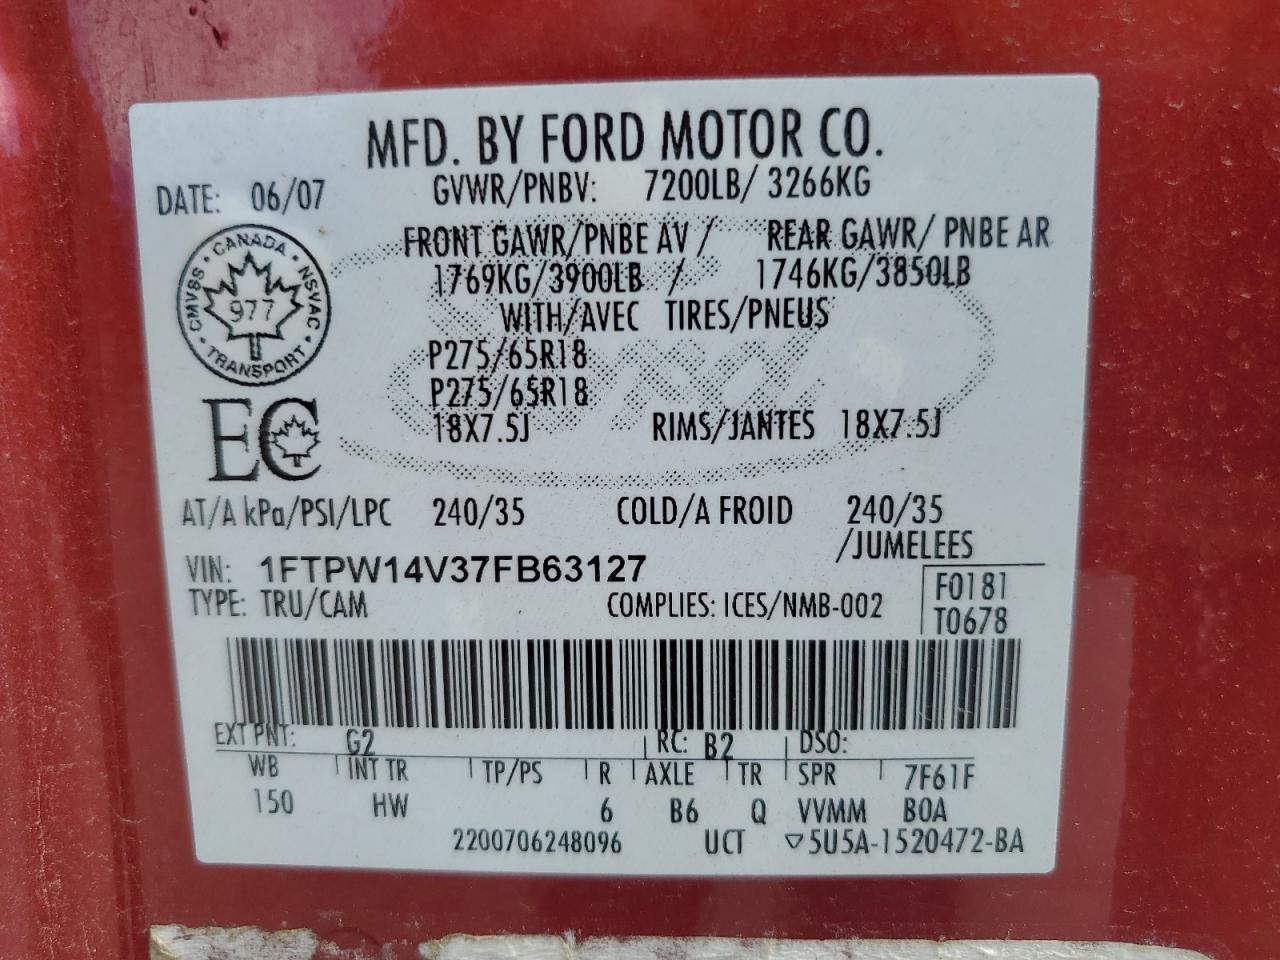 MFD. BY FORD MOTOR CO.
DATE: 06/07 GVWR/PNBV: 7200LB/ 3266KG
FRONT GAWR/PNBE AV / REAR GAWR/ PNBE AR
1769KG/3900LB / 1746KG/3850LB
WITH/AVEC TIRES/PNEUS
CANADA • NSVAC • TRANSPORT • CMVSS •
977
P275/65R18
P275/65R18
18X7.5J RIMS/JANTES 18X7.5J
EC
AT/A kPa/PSI/LPC 240/35 COLD/A FROID 240/35
/JUMELEES
VIN: 1FTPW14V37FB63127
F0181
TYPE: TRU/CAM COMPLIES: ICES/NMB-002
T0678
EXT PNT: G2 RC: B2 DSO:
WB INT TR TP/PS R AXLE TR SPR 7F61F
150 HW 6 B6 Q VVMM BOA
2200706248096 UCT ▽5U5A-1520472-BA